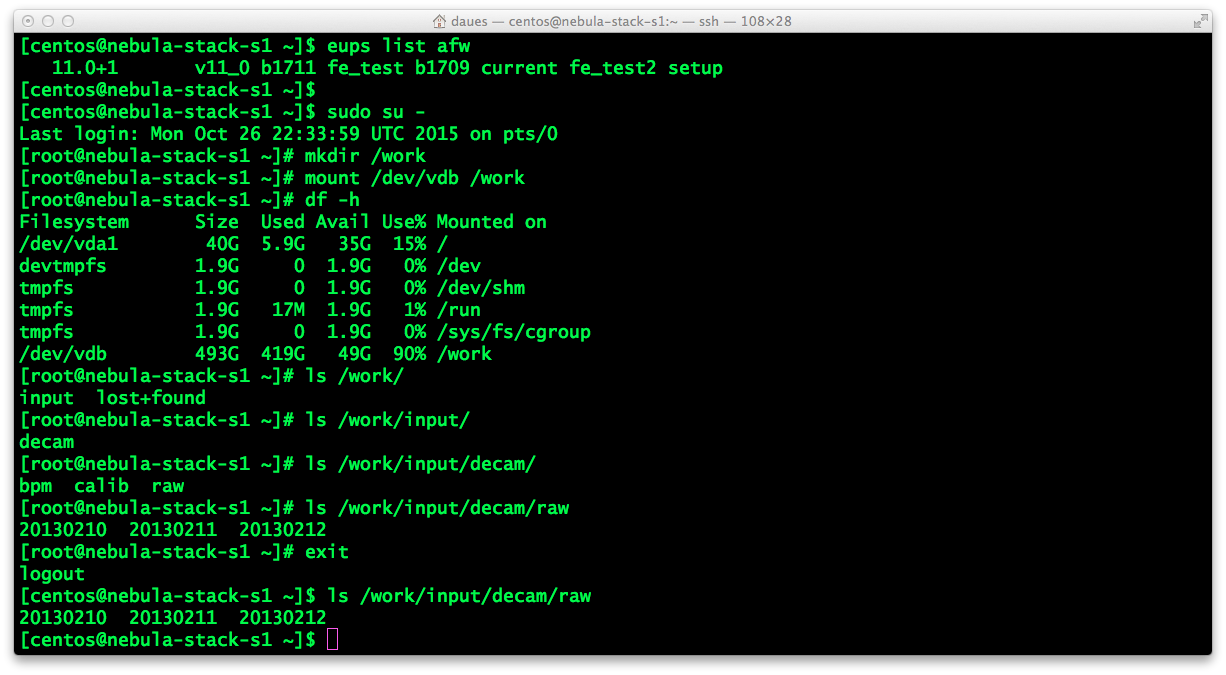 daues — centos@nebula-stack-s1:~ — ssh — 108×28
[centos@nebula-stack-s1 ~]$ eups list afw
   11.0+1       v11_0 b1711 fe_test b1709 current fe_test2 setup
[centos@nebula-stack-s1 ~]$
[centos@nebula-stack-s1 ~]$ sudo su -
Last login: Mon Oct 26 22:33:59 UTC 2015 on pts/0
[root@nebula-stack-s1 ~]# mkdir /work
[root@nebula-stack-s1 ~]# mount /dev/vdb /work
[root@nebula-stack-s1 ~]# df -h
Filesystem      Size  Used Avail Use% Mounted on
/dev/vda1        40G  5.9G   35G  15% /
devtmpfs        1.9G     0  1.9G   0% /dev
tmpfs           1.9G     0  1.9G   0% /dev/shm
tmpfs           1.9G   17M  1.9G   1% /run
tmpfs           1.9G     0  1.9G   0% /sys/fs/cgroup
/dev/vdb        493G  419G   49G  90% /work
[root@nebula-stack-s1 ~]# ls /work/
input  lost+found
[root@nebula-stack-s1 ~]# ls /work/input/
decam
[root@nebula-stack-s1 ~]# ls /work/input/decam/
bpm  calib  raw
[root@nebula-stack-s1 ~]# ls /work/input/decam/raw
20130210  20130211  20130212
[root@nebula-stack-s1 ~]# exit
logout
[centos@nebula-stack-s1 ~]$ ls /work/input/decam/raw
20130210  20130211  20130212
[centos@nebula-stack-s1 ~]$